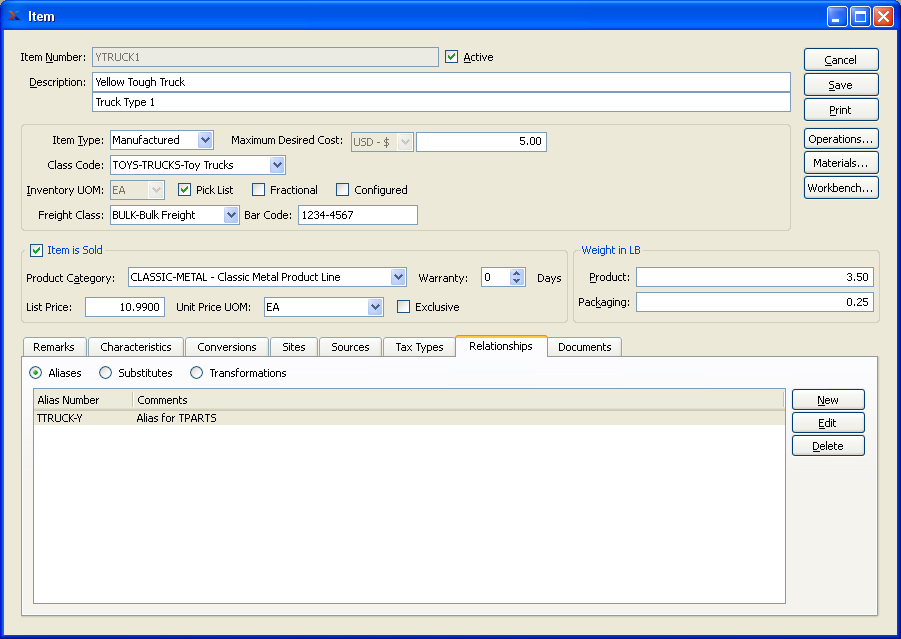 Item
Item Number: YTRUCK1 Active
Description: Yellow Tough Truck
Truck Type 1
Cancel
Save
Print
Operations...
Materials...
Workbench...
Item Type: Manufactured Maximum Desired Cost: USD - $ 5.00
Class Code: TOYS-TRUCKS-Toy Trucks
Inventory UOM: EA Pick List Fractional Configured
Freight Class: BULK-Bulk Freight Bar Code: 1234-4567
Item is Sold
Product Category: CLASSIC-METAL - Classic Metal Product Line Warranty: 0 Days
List Price: 10.9900 Unit Price UOM: EA Exclusive
Weight in LB
Product: 3.50
Packaging: 0.25
Remarks Characteristics Conversions Sites Sources Tax Types Relationships Documents
Aliases Substitutes Transformations
Alias Number Comments
TTRUCK-Y Alias for TPARTS
New
Edit
Delete